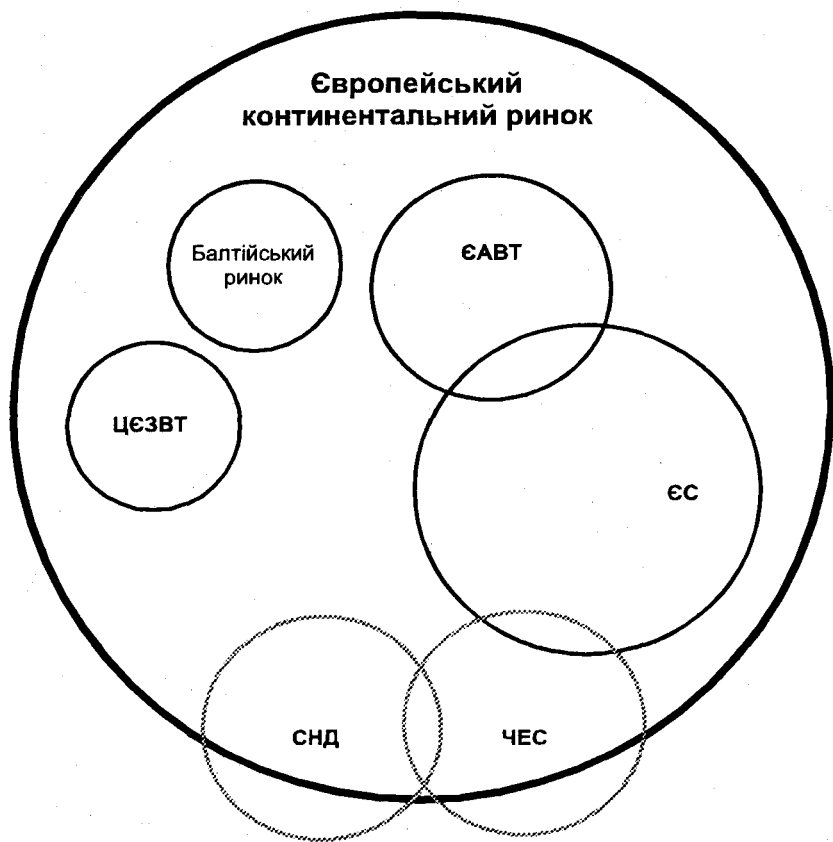 Європейський
континентальний ринок
Балтійський
ринок
ЄАВТ
ЦЄЗВТ
ЄС
СНД
ЧЕС